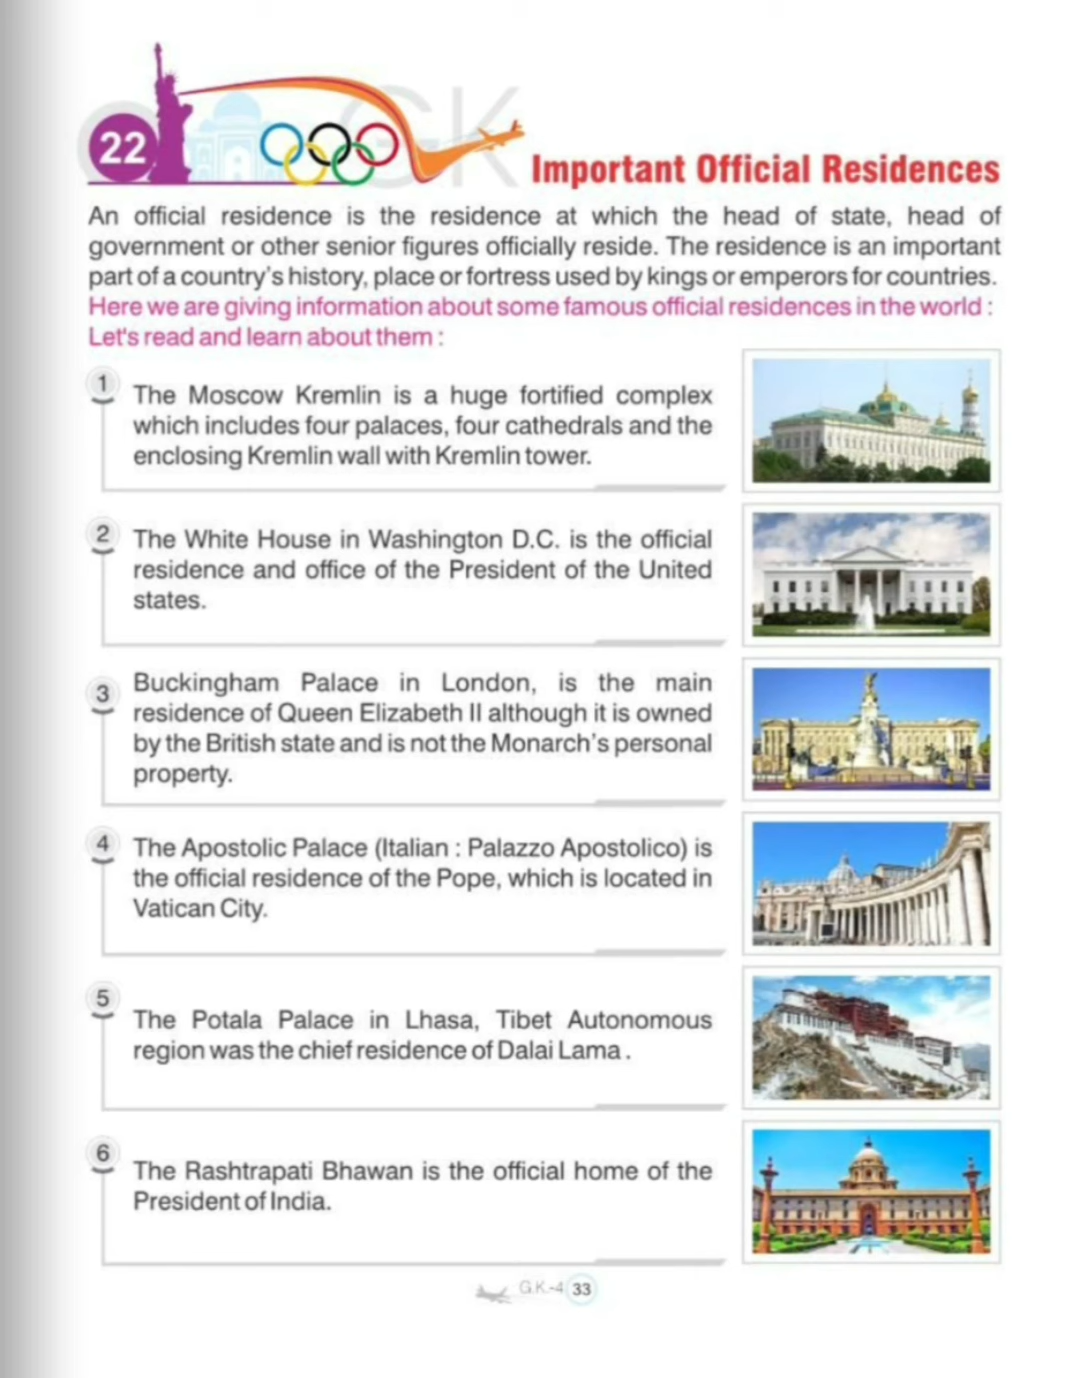 GK
22
Important Official Residences
An official residence is the residence at which the head of state, head of
government or other senior figures officially reside. The residence is an important
part of a country's history, place or fortress used by kings or emperors for countries.
Here we are giving information about some famous official residences in the world :
Let's read and learn about them :
1
The Moscow Kremlin is a huge fortified complex
which includes four palaces, four cathedrals and the
enclosing Kremlin wall with Kremlin tower.
2
The White House in Washington D.C. is the official
residence and office of the President of the United
states.
3
Buckingham Palace in London, is the main
residence of Queen Elizabeth II although it is owned
by the British state and is not the Monarch's personal
property.
4
The Apostolic Palace (Italian : Palazzo Apostolico) is
the official residence of the Pope, which is located in
Vatican City.
5
The Potala Palace in Lhasa, Tibet Autonomous
region was the chief residence of Dalai Lama .
6
The Rashtrapati Bhawan is the official home of the
President of India.
G.K.-4 33